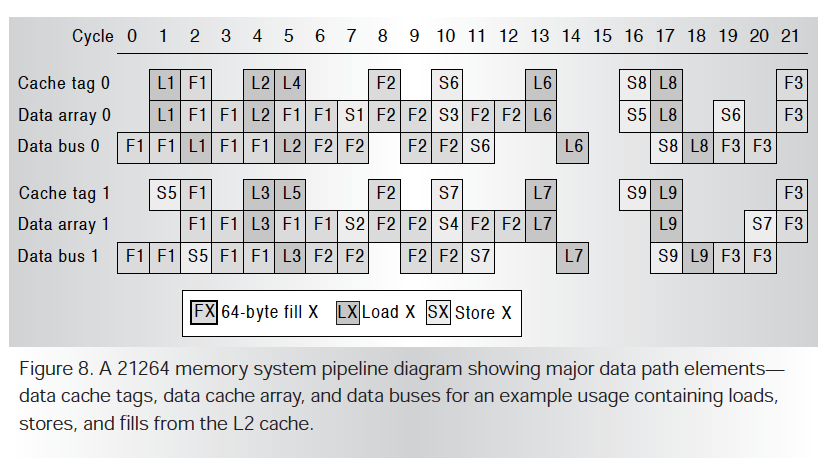 Cycle 0 1 2 3 4 5 6 7 8 9 10 11 12 13 14 15 16 17 18 19 20 21
Cache tag 0 L1 F1 L2 L4 F2 S6 L6 S8 L8 F3
Data array 0 L1 F1 F1 L2 F1 F1 S1 F2 F2 S3 F2 F2 L6 S5 L8 S6 F3
Data bus 0 F1 F1 L1 F1 F1 L2 F2 F2 F2 F2 S6 L6 S8 L8 F3 F3
Cache tag 1 S5 F1 L3 L5 F2 S7 L7 S9 L9 F3
Data array 1 F1 F1 L3 F1 F1 S2 F2 F2 S4 F2 F2 L7 L9 S7 F3
Data bus 1 F1 F1 S5 F1 F1 L3 F2 F2 F2 F2 S7 L7 S9 L9 F3 F3
FX 64-byte fill X LX Load X SX Store X
Figure 8. A 21264 memory system pipeline diagram showing major data path elements—
data cache tags, data cache array, and data buses for an example usage containing loads,
stores, and fills from the L2 cache.